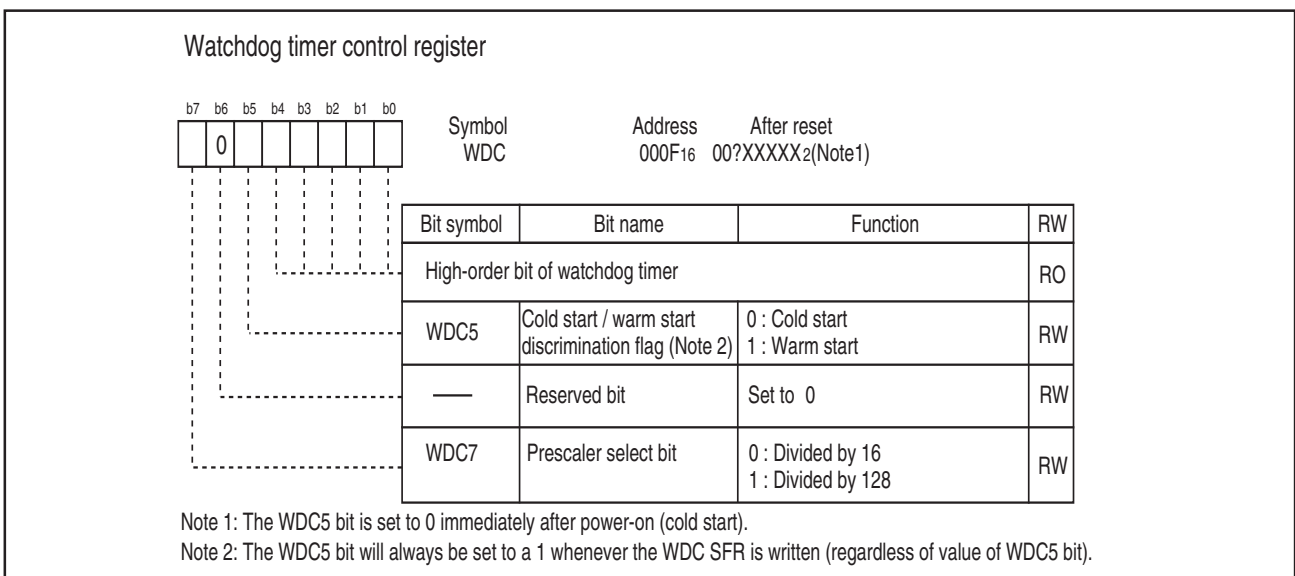 Watchdog timer control register
b7 b6 b5 b4 b3 b2 b1 b0
0
Symbol Address After reset
WDC 000F16 00?XXXXX2(Note1)
Bit symbol Bit name Function RW
High-order bit of watchdog timer RO
WDC5 Cold start / warm start discrimination flag (Note 2) 0 : Cold start 1 : Warm start RW
— Reserved bit Set to 0 RW
WDC7 Prescaler select bit 0 : Divided by 16 1 : Divided by 128 RW
Note 1: The WDC5 bit is set to 0 immediately after power-on (cold start).
Note 2: The WDC5 bit will always be set to a 1 whenever the WDC SFR is written (regardless of value of WDC5 bit).